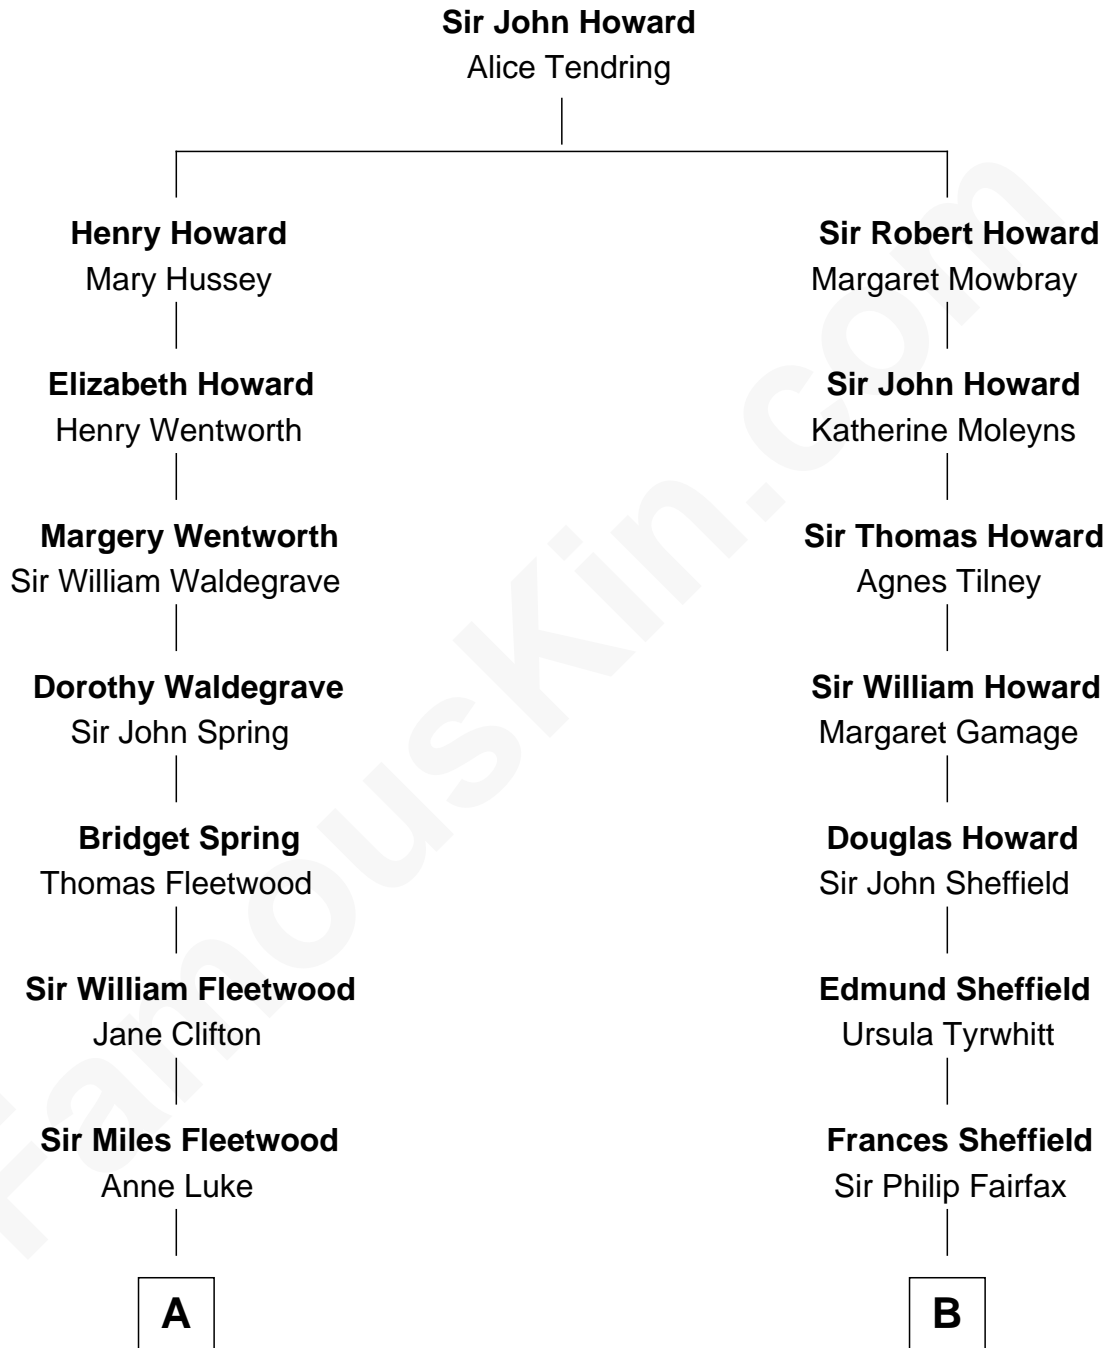 Sir John Howard
Alice Tendring
Henry Howard
Mary Hussey
Elizabeth Howard
Henry Wentworth
Margery Wentworth
Sir William Waldegrave
Dorothy Waldegrave
Sir John Spring
Bridget Spring
Thomas Fleetwood
Sir William Fleetwood
Jane Clifton
Sir Miles Fleetwood
Anne Luke
A
Sir Robert Howard
Margaret Mowbray
Sir John Howard
Katherine Moleyns
Sir Thomas Howard
Agnes Tilney
Sir William Howard
Margaret Gamage
Douglas Howard
Sir John Sheffield
Edmund Sheffield
Ursula Tyrwhitt
Frances Sheffield
Sir Philip Fairfax
B
FamousKin.com